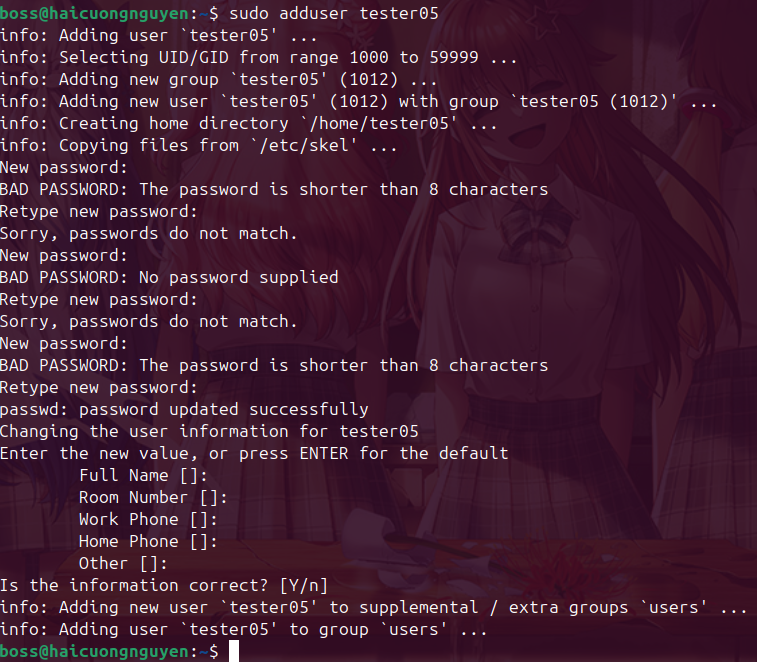 boss@haicuongnguyen:~$ sudo adduser tester05
info: Adding user `tester05' ...
info: Selecting UID/GID from range 1000 to 59999 ...
info: Adding new group `tester05' (1012) ...
info: Adding new user `tester05' (1012) with group `tester05 (1012)' ...
info: Creating home directory `/home/tester05' ...
info: Copying files from `/etc/skel' ...
New password:
BAD PASSWORD: The password is shorter than 8 characters
Retype new password:
Sorry, passwords do not match.
New password:
BAD PASSWORD: No password supplied
Retype new password:
Sorry, passwords do not match.
New password:
BAD PASSWORD: The password is shorter than 8 characters
Retype new password:
passwd: password updated successfully
Changing the user information for tester05
Enter the new value, or press ENTER for the default
Full Name []:
Room Number []:
Work Phone []:
Home Phone []:
Other []:
Is the information correct? [Y/n]
info: Adding new user `tester05' to supplemental / extra groups `users' ...
info: Adding user `tester05' to group `users' ...
boss@haicuongnguyen:~$